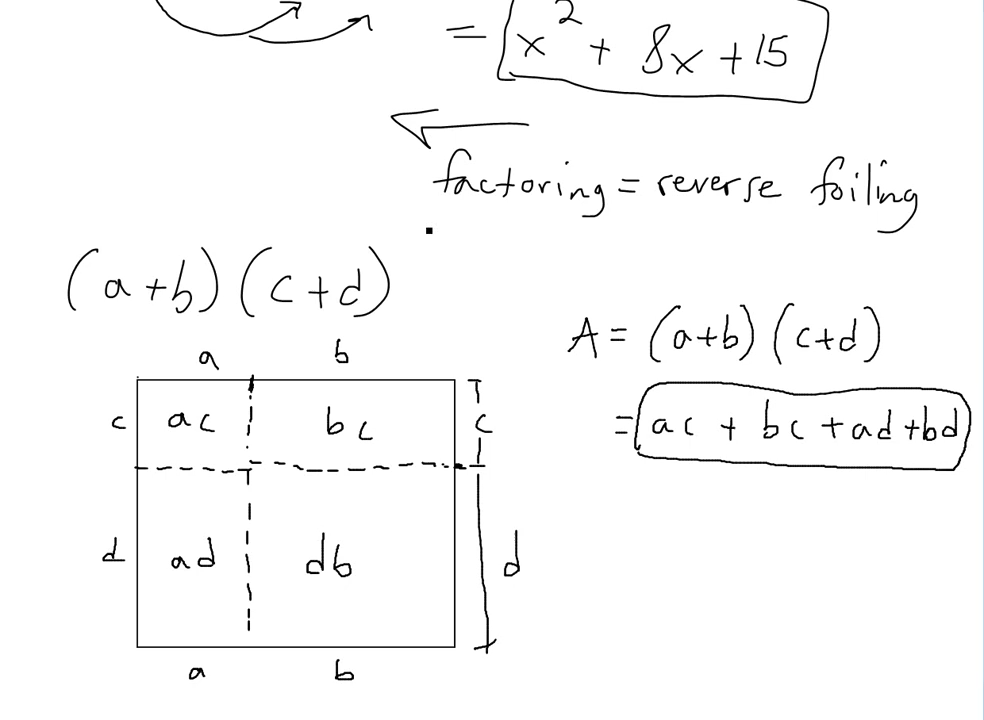 = x² + 8x + 15
factoring = reverse foiling
(a+b)(c+d)
A = (a+b)(c+d)
= ac + bc + ad + bd
a b
c ac bc c
d ad db d
a b